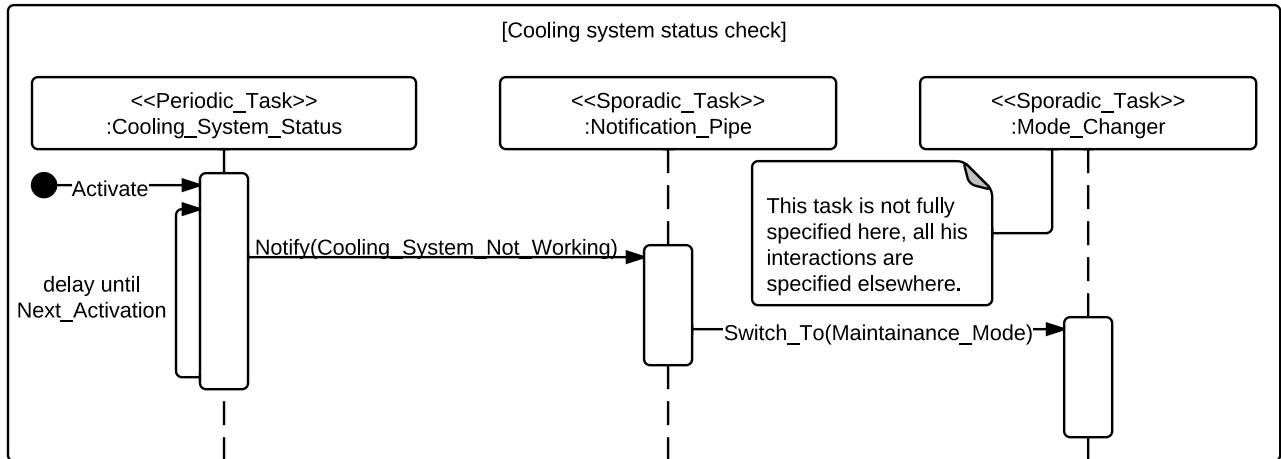 [Cooling system status check]
<<Periodic_Task>>
:Cooling_System_Status
<<Sporadic_Task>>
:Notification_Pipe
<<Sporadic_Task>>
:Mode_Changer
Activate
This task is not fully
specified here, all his
interactions are
specified elsewhere.
Notify(Cooling_System_Not_Working)
delay until
Next_Activation
Switch_To(Maintainance_Mode)